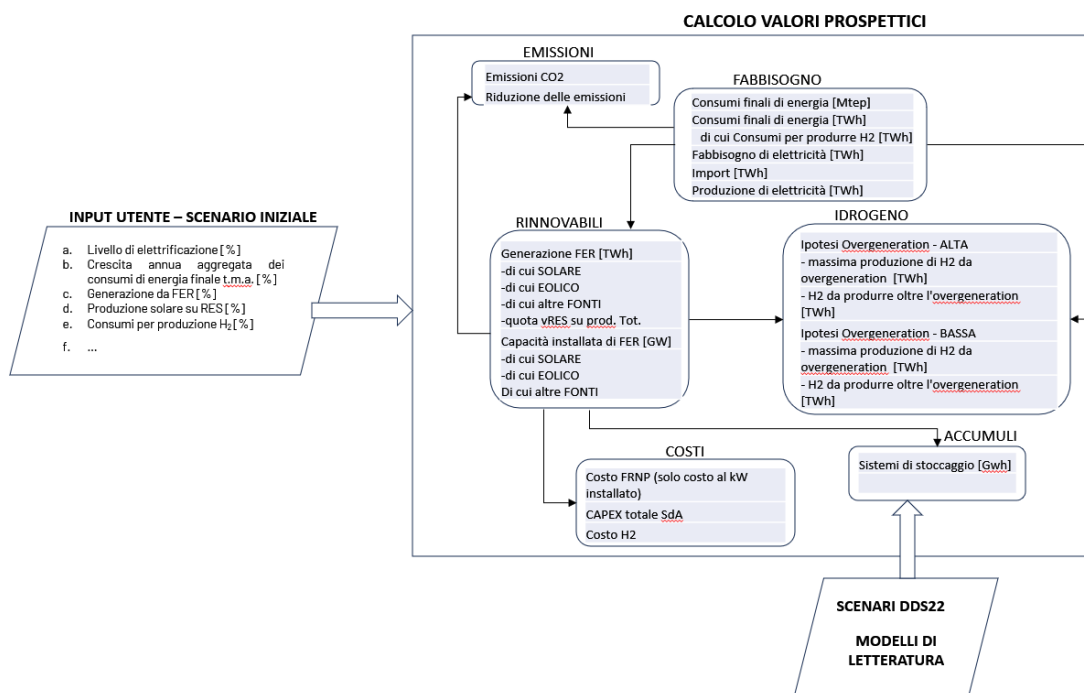 CALCOLO VALORI PROSPETTICI
EMISSIONI
Emissioni CO2
Riduzione delle emissioni
FABBISOGNO
Consumi finali di energia [Mtep]
Consumi finali di energia [TWh]
di cui Consumi per produrre H2 [TWh]
Fabbisogno di elettricità [TWh]
Import [TWh]
Produzione di elettricità [TWh]
INPUT UTENTE – SCENARIO INIZIALE
a. Livello di elettrificazione [%]
b. Crescita annua aggregata dei
consumi di energia finale t.m.a. [%]
c. Generazione da FER [%]
d. Produzione solare su RES [%]
e. Consumi per produzione H₂ [%]
f. ...
RINNOVABILI
Generazione FER [TWh]
-di cui SOLARE
-di cui EOLICO
-di cui altre FONTI
-quota vRES su prod. Tot.
Capacità installata di FER [GW]
-di cui SOLARE
-di cui EOLICO
Di cui altre FONTI
IDROGENO
Ipotesi Overgeneration - ALTA
- massima produzione di H2 da
overgeneration [TWh]
- H2 da produrre oltre l'overgeneration
[TWh]
Ipotesi Overgeneration - BASSA
- massima produzione di H2 da
overgeneration [TWh]
- H2 da produrre oltre l'overgeneration
[TWh]
COSTI
Costo FRNP (solo costo al kW
installato)
CAPEX totale SdA
Costo H2
ACCUMULI
Sistemi di stoccaggio [Gwh]
SCENARI DDS22
MODELLI DI
LETTERATURA